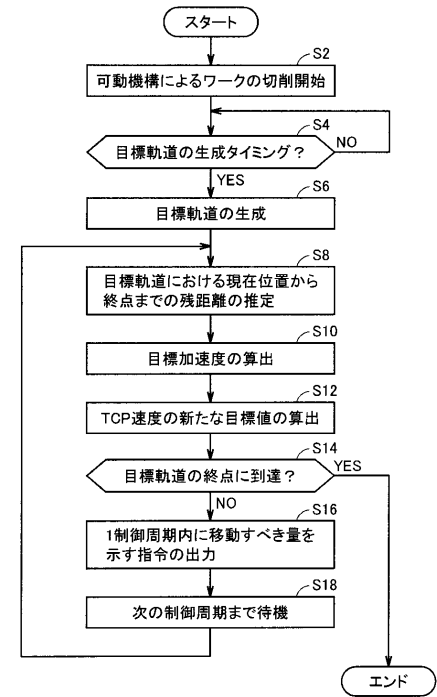 スタート
S2
可動機構によるワークの切削開始
S4
目標軌道の生成タイミング？
NO
YES
S6
目標軌道の生成
S8
目標軌道における現在位置から
終点までの残距離の推定
S10
目標加速度の算出
S12
TCP速度の新たな目標値の算出
S14
目標軌道の終点に到達？
YES
NO
S16
1制御周期内に移動すべき量を
示す指令の出力
S18
次の制御周期まで待機
エンド